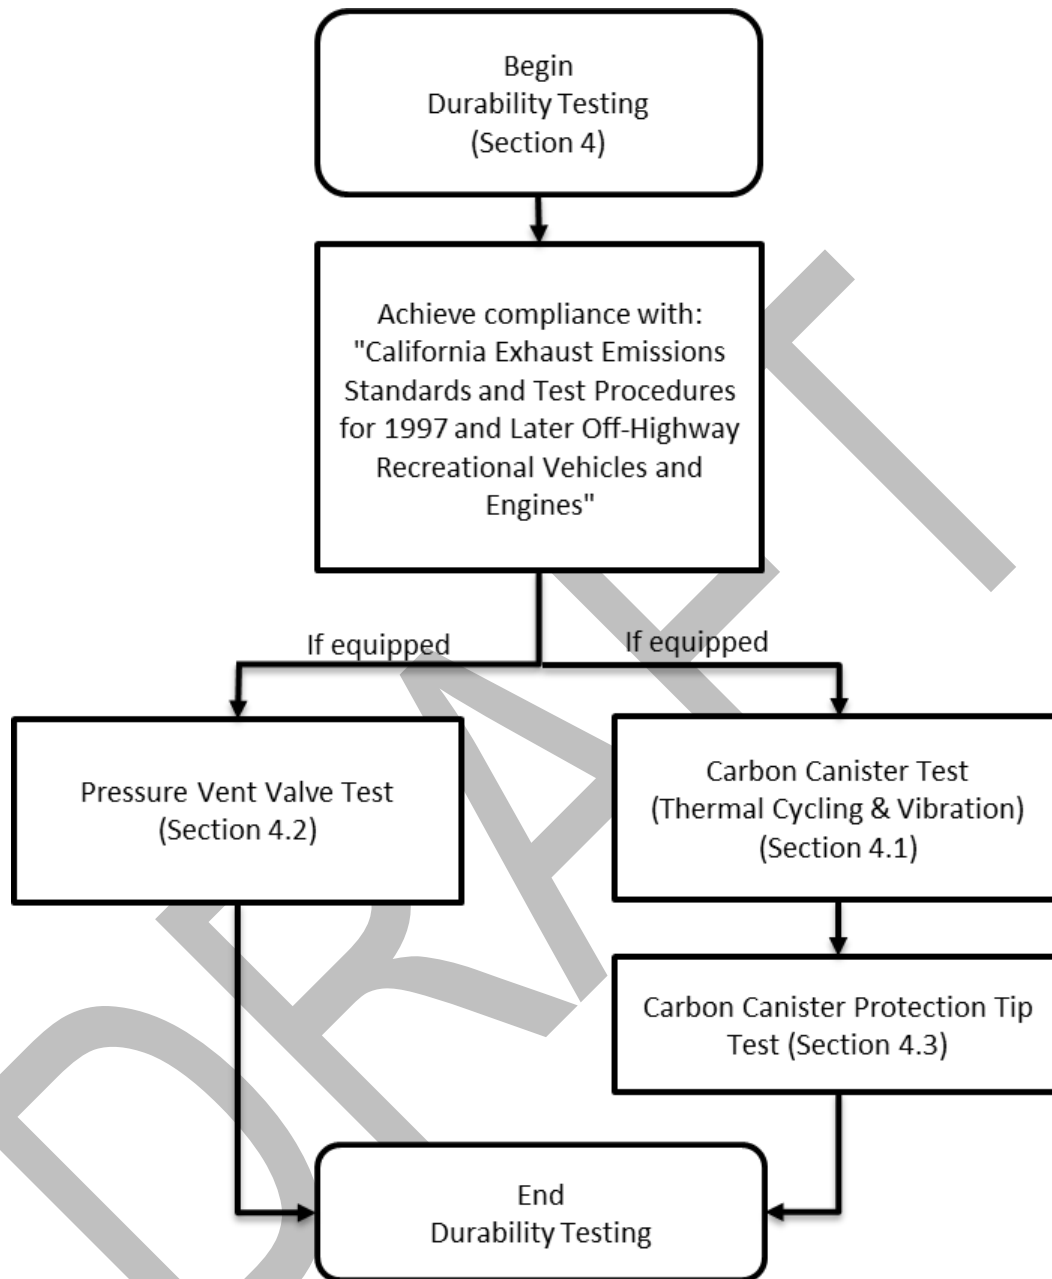 Begin
Durability Testing
(Section 4)
Achieve compliance with:
"California Exhaust Emissions
Standards and Test Procedures
for 1997 and Later Off-Highway
Recreational Vehicles and
Engines"
If equipped
If equipped
Pressure Vent Valve Test
(Section 4.2)
Carbon Canister Test
(Thermal Cycling & Vibration)
(Section 4.1)
Carbon Canister Protection Tip
Test (Section 4.3)
End
Durability Testing
DRAFT